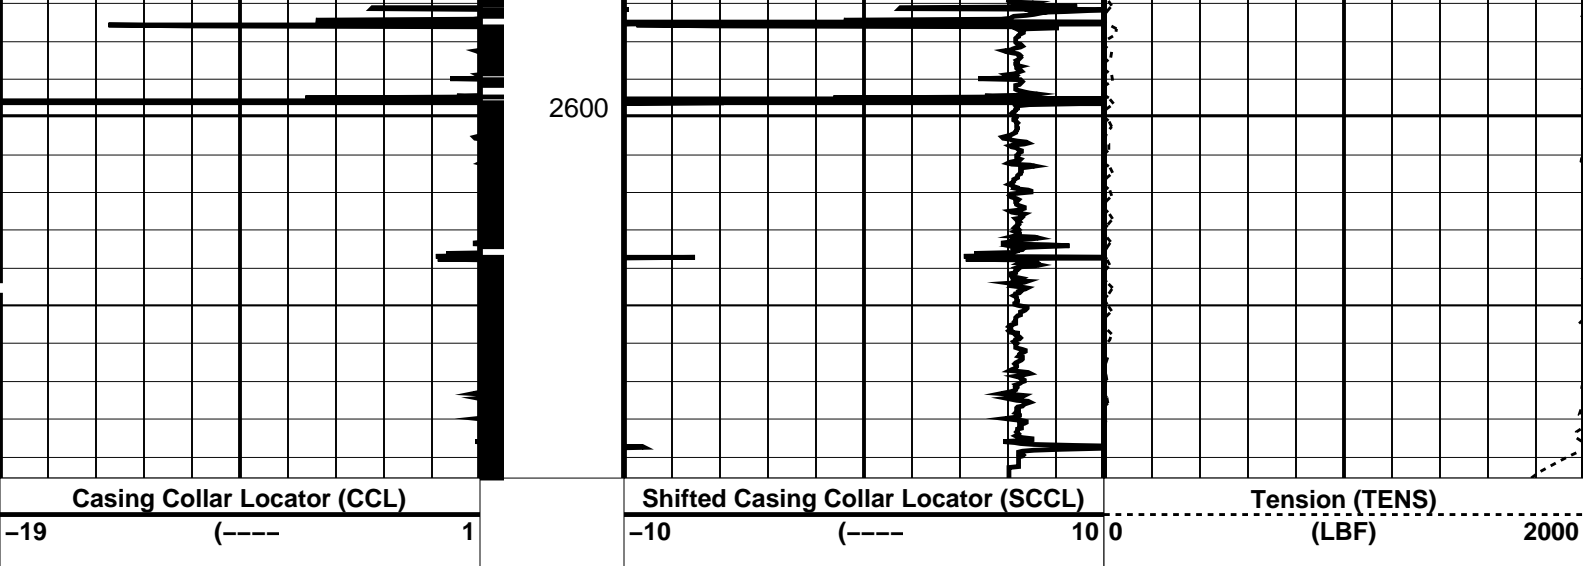 2600
Casing Collar Locator (CCL) Shifted Casing Collar Locator (SCCL) Tension (TENS)
−19 (−−−− 1 −10 (−−−− 10 0 (LBF) 2000